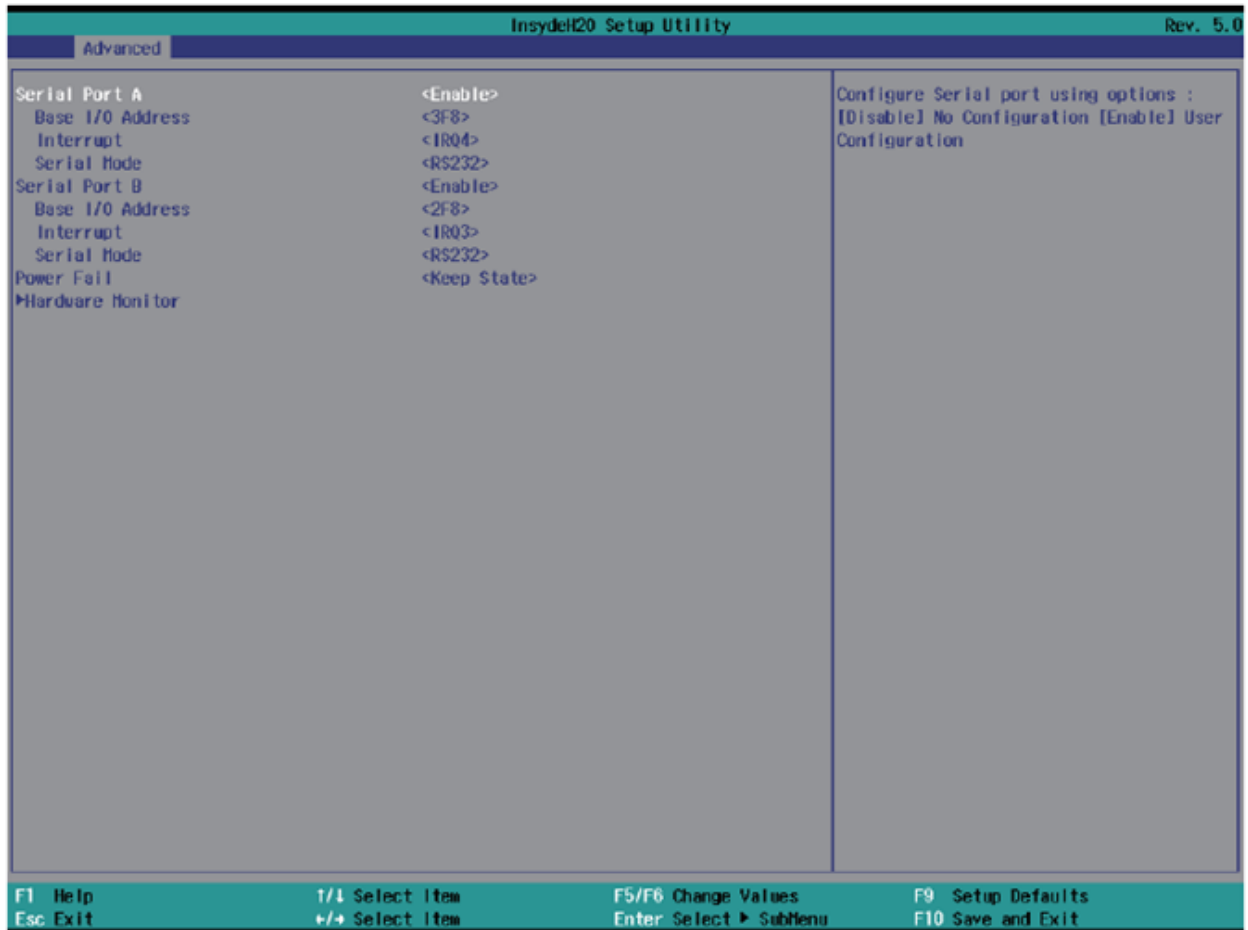 InsydeH20 Setup Utility Rev. 5.0
Advanced
Serial Port A <Enable>
Base I/O Address <3F8>
Interrupt <IRQ4>
Serial Mode <RS232>
Serial Port B <Enable>
Base I/O Address <2F8>
Interrupt <IRQ3>
Serial Mode <RS232>
Power Fail <Keep State>
►Hardware Monitor
Configure Serial port using options :
[Disable] No Configuration [Enable] User
Configuration
F1 Help ↑/↓ Select Item F5/F6 Change Values F9 Setup Defaults
Esc Exit ←/→ Select Item Enter Select ► SubMenu F10 Save and Exit